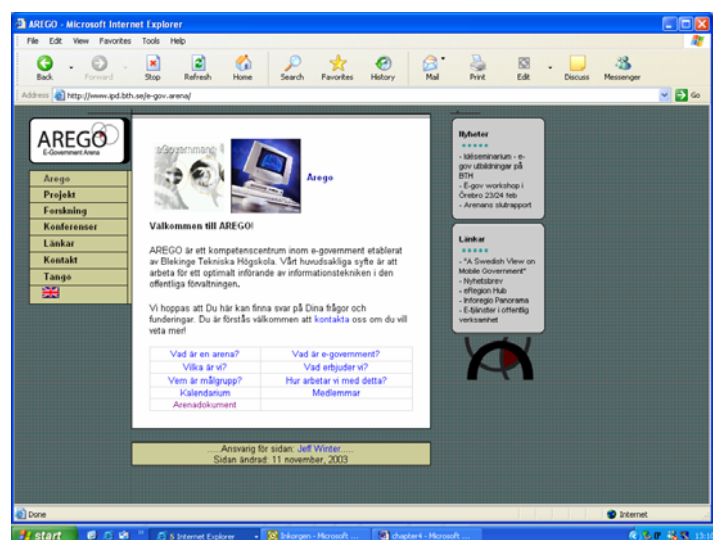 AREGO - Microsoft Internet Explorer
File Edit View Favorites Tools Help
Back Forward Stop Refresh Home Search Favorites History Mail Print Edit Discuss Messenger
Address http://www.ipd.bth.se/e-gov.arena/ Go
AREGO
E-Government Arena
Arego
Projekt
Forskning
Konferenser
Länkar
Kontakt
Tango
eGovernment
Arego
Välkommen till AREGO!
AREGO är ett kompetenscentrum inom e-government etablerat
av Blekinge Tekniska Högskola. Vårt huvudsakliga syfte är att
arbeta för ett optimalt införande av informationstekniken i den
offentliga förvaltningen.
Vi hoppas att Du här kan finna svar på Dina frågor och
funderingar. Du är förstås välkommen att kontakta oss om du vill
veta mer!
Vad är en arena? Vad är e-government?
Vilka är vi? Vad erbjuder vi?
Vem är målgrupp? Hur arbetar vi med detta?
Kalendarium Medlemmar
Arenadokument
.....Ansvarig för sidan: Jeff Winter.....
Sidan ändrad: 11 november, 2003
Nyheter
*****
- Idéseminarium - e-
gov utbildningar på
BTH
- E-gov workshop i
Örebro 23/24 feb
- Arenans slutrapport
Länkar
*****
- "A Swedish View on
Mobile Government"
- Nyhetsbrev
- eRegion Hub
- Inforegio Panorama
- E-tjänster i offentlig
verksamhet
Done Internet
start 5 Internet Explorer Inkorgen - Microsoft ... chapter4 - Microsoft ... 13:10